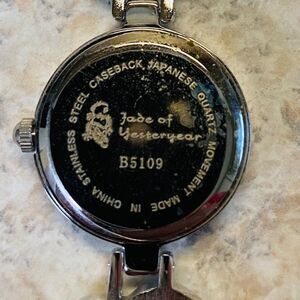 STAINLESS STEEL CASEBACK, JAPANESE QUARTZ MOVEMENT MADE IN CHINA
Jade of
Yesteryear
B5109